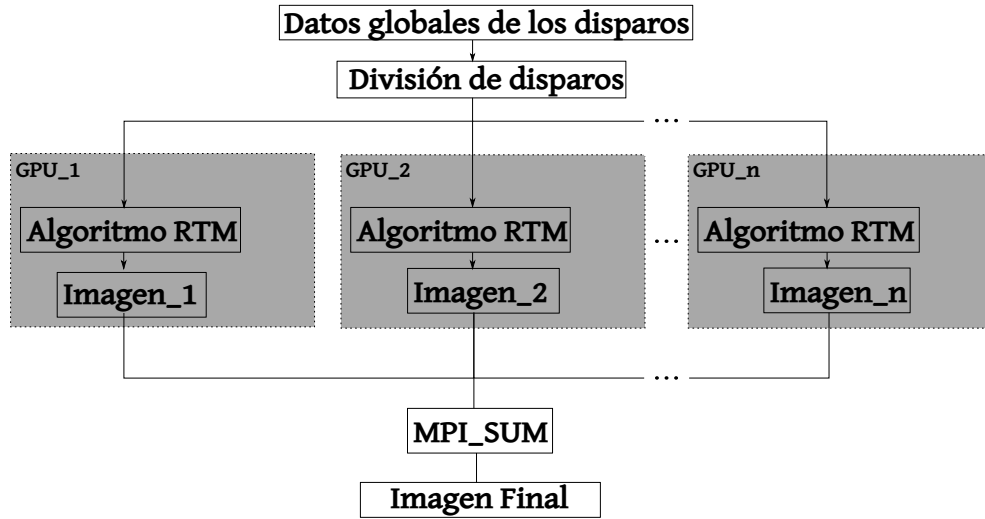 Datos globales de los disparos
División de disparos
...
GPU_1
GPU_2
GPU_n
Algoritmo RTM
Algoritmo RTM
...
Algoritmo RTM
Imagen_1
Imagen_2
Imagen_n
...
MPI_SUM
Imagen Final